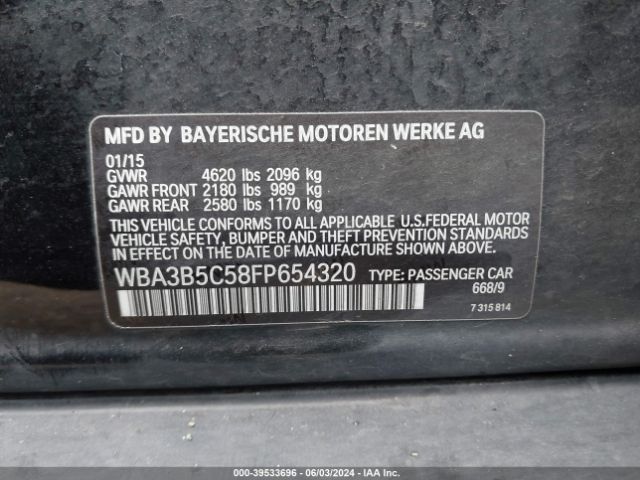 MFD BY BAYERISCHE MOTOREN WERKE AG
01/15
GVWR 4620 lbs 2096 kg
GAWR FRONT 2180 lbs 989 kg
GAWR REAR 2580 lbs 1170 kg
THIS VEHICLE CONFORMS TO ALL APPLICABLE U.S.FEDERAL MOTOR
VEHICLE SAFETY, BUMPER AND THEFT PREVENTION STANDARDS
IN EFFECT ON THE DATE OF MANUFACTURE SHOWN ABOVE.
WBA3B5C58FP654320 TYPE: PASSENGER CAR
668/9
7 315 814
000-39533696 - 06/03/2024 - IAA Inc.